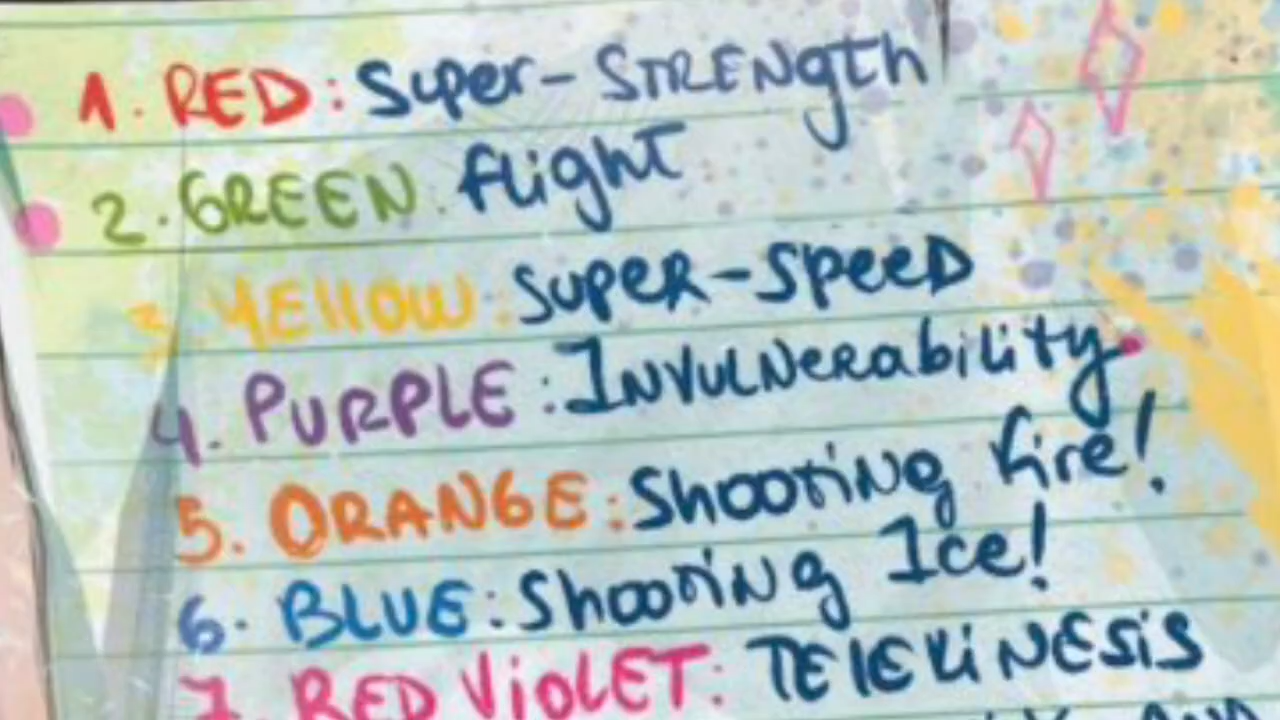 1. RED: Super-STRENgth
2. GREEN: flight
3. YEllOW: SUPER-SPEED
4. PURPLE: INVULNerability
5. ORANGE: Shooting fire!
6. BLUE: Shooting Ice!
7. RED VioLET: TElEKiNESiS